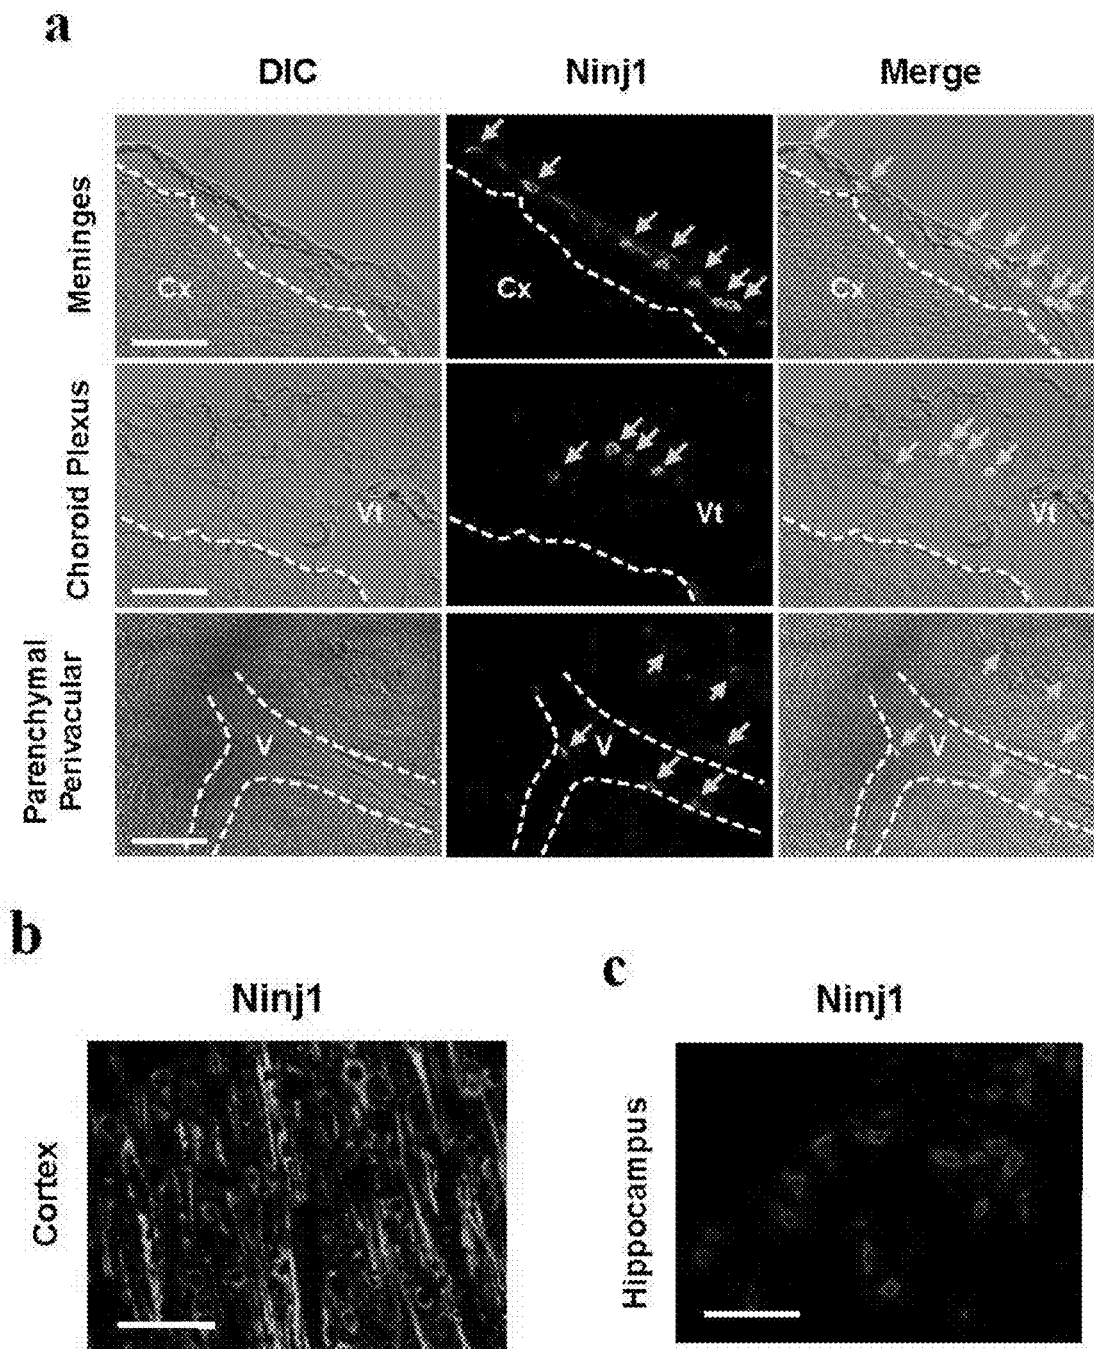 a
DIC Ninj1 Merge
Meninges
Cx Cx Cx
Choroid Plexus
Vt Vt Vt
Parenchymal
Perivacular
V V V
b
Ninj1
Cortex
c
Ninj1
Hippocampus